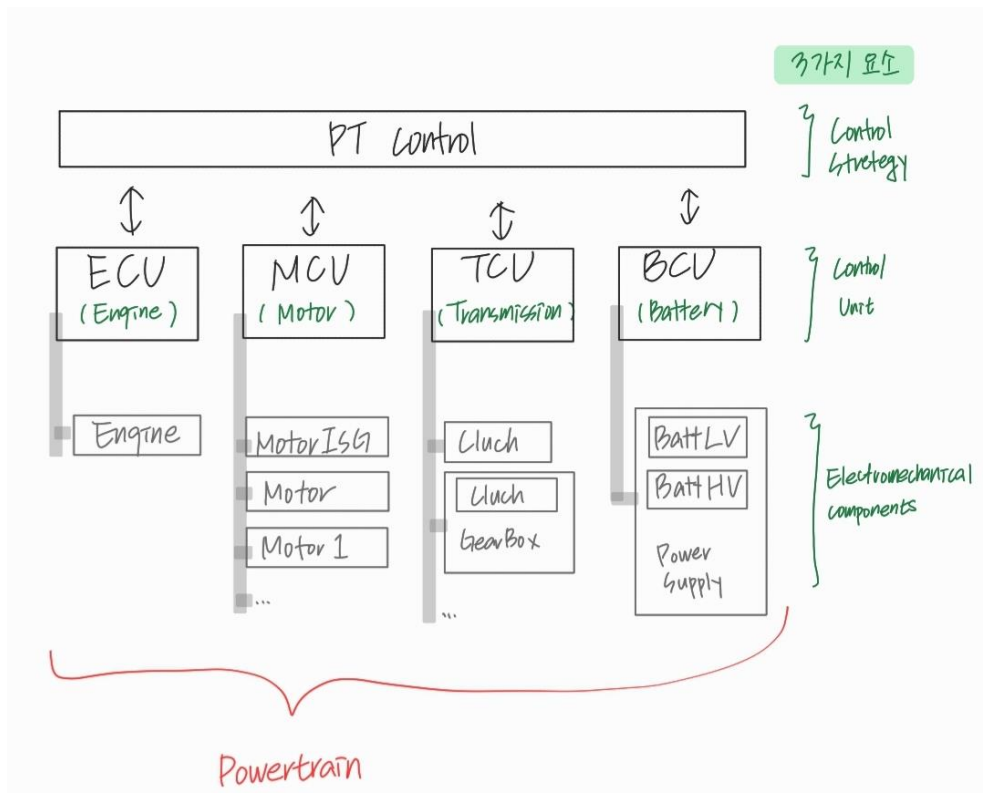 3가지 요소
PT Control
Control
Stretegy
ECU
(Engine)
MCU
(Motor)
TCU
(Transmission)
BCU
(Battery)
Control
Unit
Engine
MotorISG
Motor
Motor 1
...
Cluch
Cluch
GearBox
...
BattLV
BattHV
Power
Supply
Electromechanical
components
Powertrain